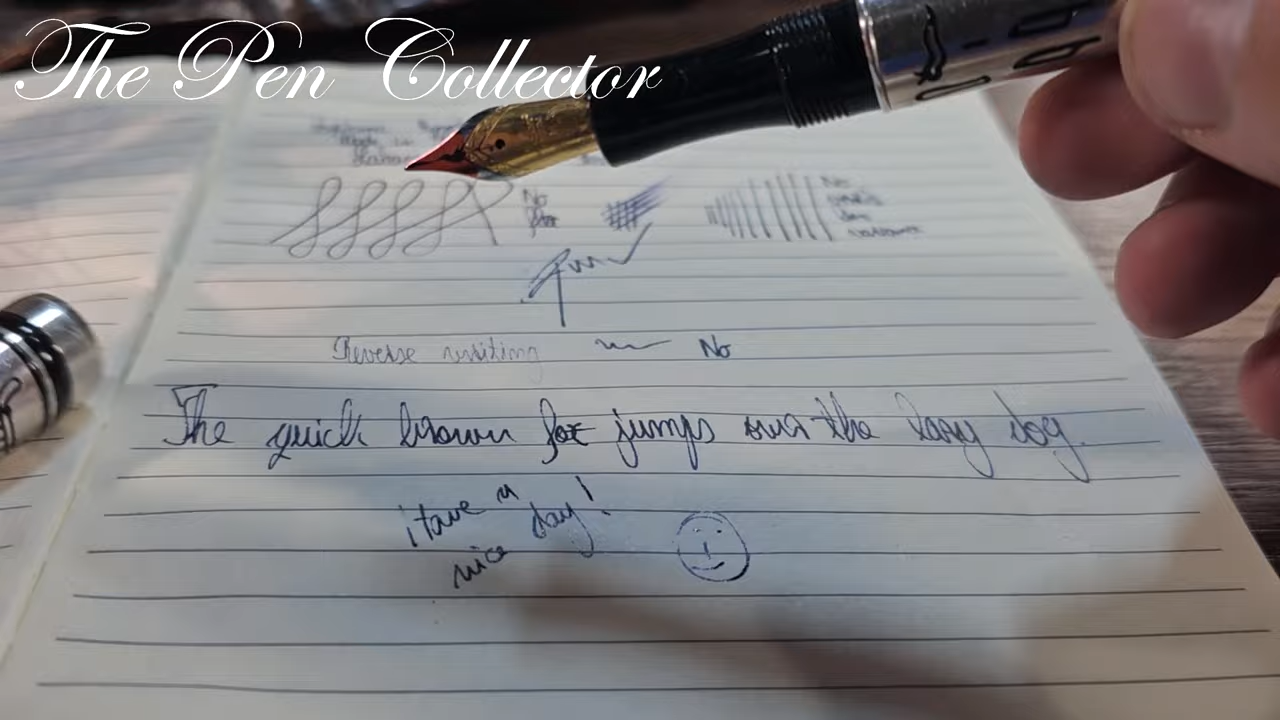 The Pen Collector
No
No
Reverse writing No
The quick brown fox jumps over the lazy dog.
Have a
nice day!